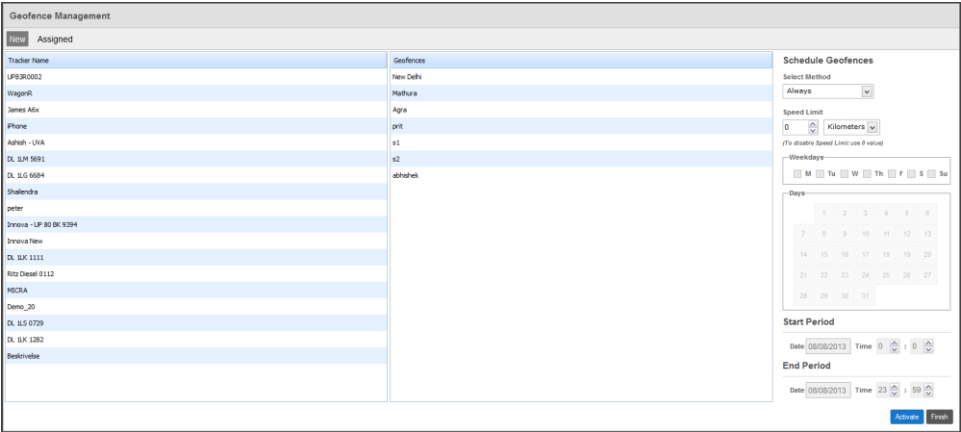 Geofence Management
New Assigned
Tracker Name
UP83R0002
WagonR
James A6x
iPhone
Ashish - UVA
DL 1LM 5691
DL 1LG 6684
Shailendra
peter
Innova - UP 80 BK 9394
Innova New
DL 1LK 1111
Ritz Diesel 0112
MICRA
Demo_20
DL 1LS 0729
DL 1LK 1282
Beskrivelse
Geofences
New Delhi
Mathura
Agra
prit
s1
s2
abhishek
Schedule Geofences
Select Method
Always
Speed Limit
0 Kilometers
(To disable Speed Limit use 0 value)
Weekdays
M Tu W Th F S Su
Days
1 2 3 4 5 6
7 8 9 10 11 12 13
14 15 16 17 18 19 20
21 22 23 24 25 26 27
28 29 30 31
Start Period
Date 08/08/2013 Time 0 : 0
End Period
Date 08/08/2013 Time 23 : 59
Activate Finish